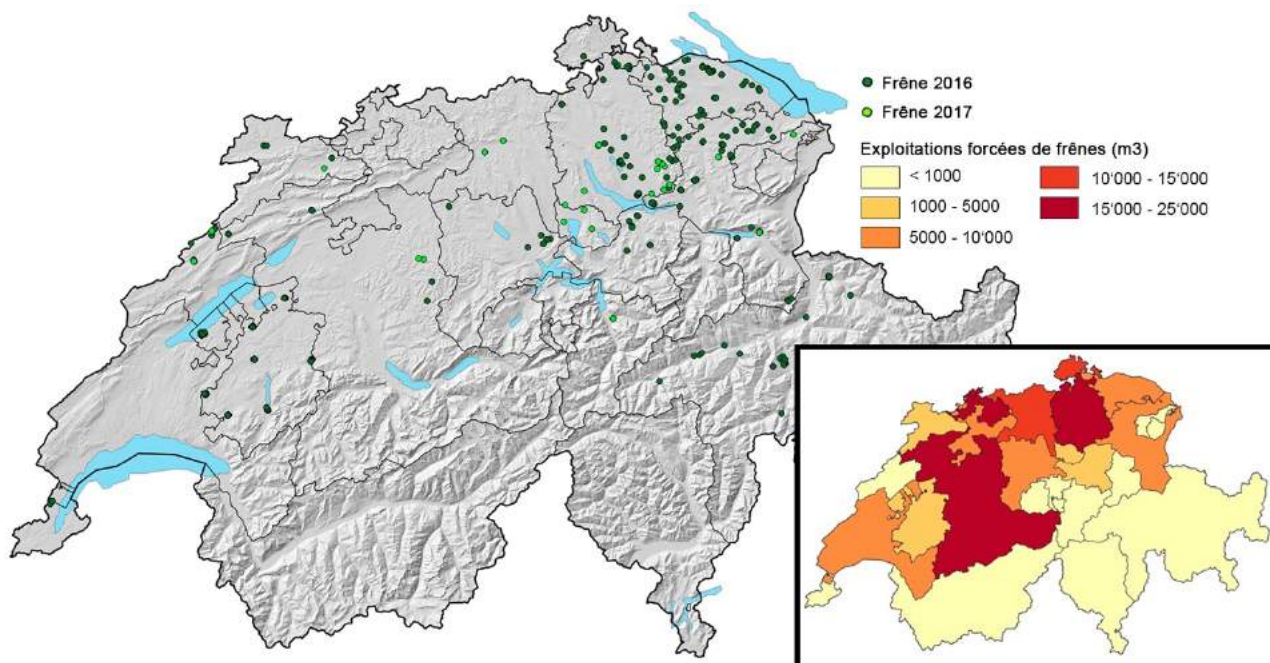 Frêne 2016
Frêne 2017
Exploitations forcées de frênes (m3)
< 1000
1000 - 5000
5000 - 10'000
10'000 - 15'000
15'000 - 25'000